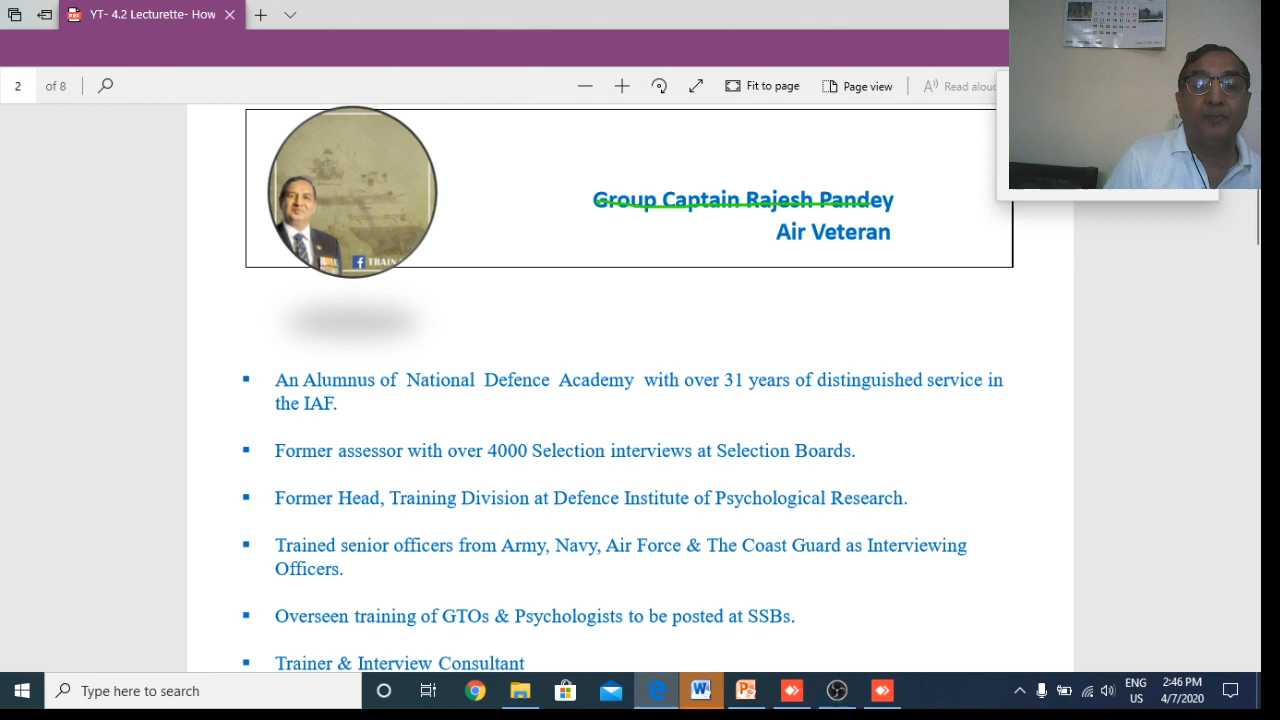 YT- 4.2 Lecturette- How
2 of 8
Fit to page
Page view
Read aloud
Group Captain Rajesh Pandey
Air Veteran
TRAIN
▪ An Alumnus of National Defence Academy with over 31 years of distinguished service in
the IAF.
▪ Former assessor with over 4000 Selection interviews at Selection Boards.
▪ Former Head, Training Division at Defence Institute of Psychological Research.
▪ Trained senior officers from Army, Navy, Air Force & The Coast Guard as Interviewing
Officers.
▪ Overseen training of GTOs & Psychologists to be posted at SSBs.
▪ Trainer & Interview Consultant
Type here to search
ENG
US
2:46 PM
4/7/2020